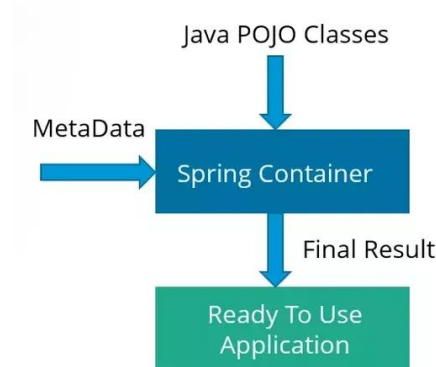 Java POJO Classes
MetaData
Spring Container
Final Result
Ready To Use
Application